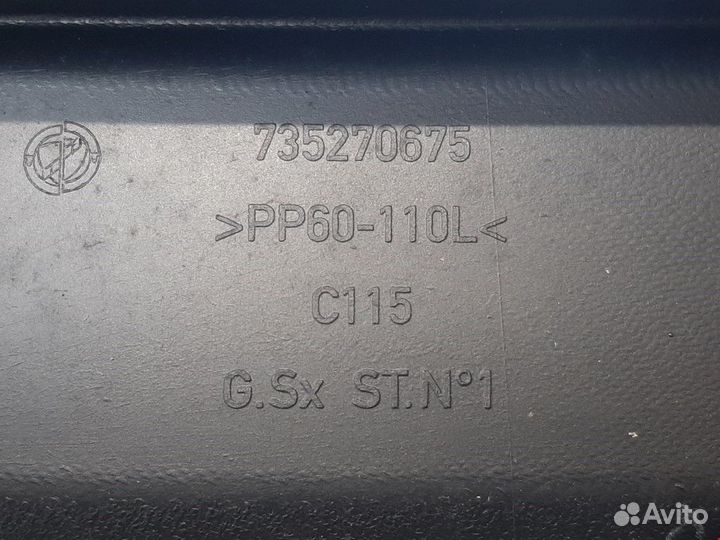 735270675
>PP60-110L<
C115
G.Sx ST.N°1
Avito